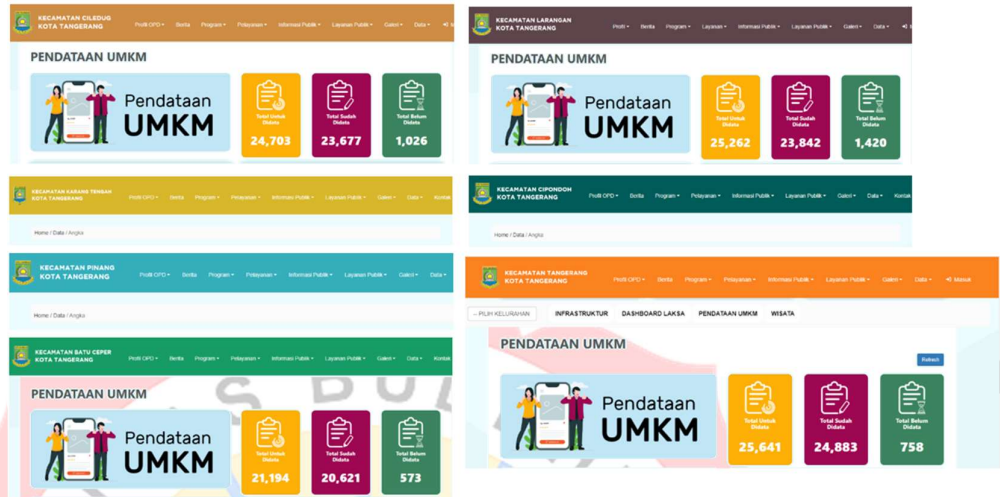 KECAMATAN CILEDUG
KOTA TANGERANG
Profil OPD Berita Program Pelayanan Informasi Publik Layanan Publik Galeri Data
PENDATAAN UMKM
Pendataan
UMKM
Total Untuk
Didata
24,703
Total Sudah
Didata
23,677
Total Belum
Didata
1,026
KECAMATAN LARANGAN
KOTA TANGERANG
Profil Berita Program Layanan Informasi Publik Layanan Publik Galeri Data
PENDATAAN UMKM
Pendataan
UMKM
Total Untuk
Didata
25,262
Total Sudah
Didata
23,842
Total Belum
Didata
1,420
KECAMATAN KARANG TENGAH
KOTA TANGERANG
Profil OPD Berita Program Pelayanan Informasi Publik Layanan Publik Galeri Data Kontak
Home / Data / Angka
KECAMATAN CIPONDOH
KOTA TANGERANG
Profil OPD Berita Program Pelayanan Informasi Publik Layanan Publik Galeri Data Kontak
Home / Data / Angka
KECAMATAN PINANG
KOTA TANGERANG
Profil OPD Berita Program Pelayanan Informasi Publik Layanan Publik Galeri Data
Home / Data / Angka
KECAMATAN TANGERANG
KOTA TANGERANG
Profil OPD Berita Program Pelayanan Informasi Publik Layanan Publik Galeri Data Masuk
-- PILIH KELURAHAN INFRASTRUKTUR DASHBOARD LAKSA PENDATAAN UMKM WISATA
PENDATAAN UMKM
Refresh
Pendataan
UMKM
Total Untuk
Didata
25,641
Total Sudah
Didata
24,883
Total Belum
Didata
758
KECAMATAN BATU CEPER
KOTA TANGERANG
Profil OPD Berita Program Pelayanan Informasi Publik Layanan Publik Galeri Data Kontak
PENDATAAN UMKM
Pendataan
UMKM
Total Untuk
Didata
21,194
Total Sudah
Didata
20,621
Total Belum
Didata
573